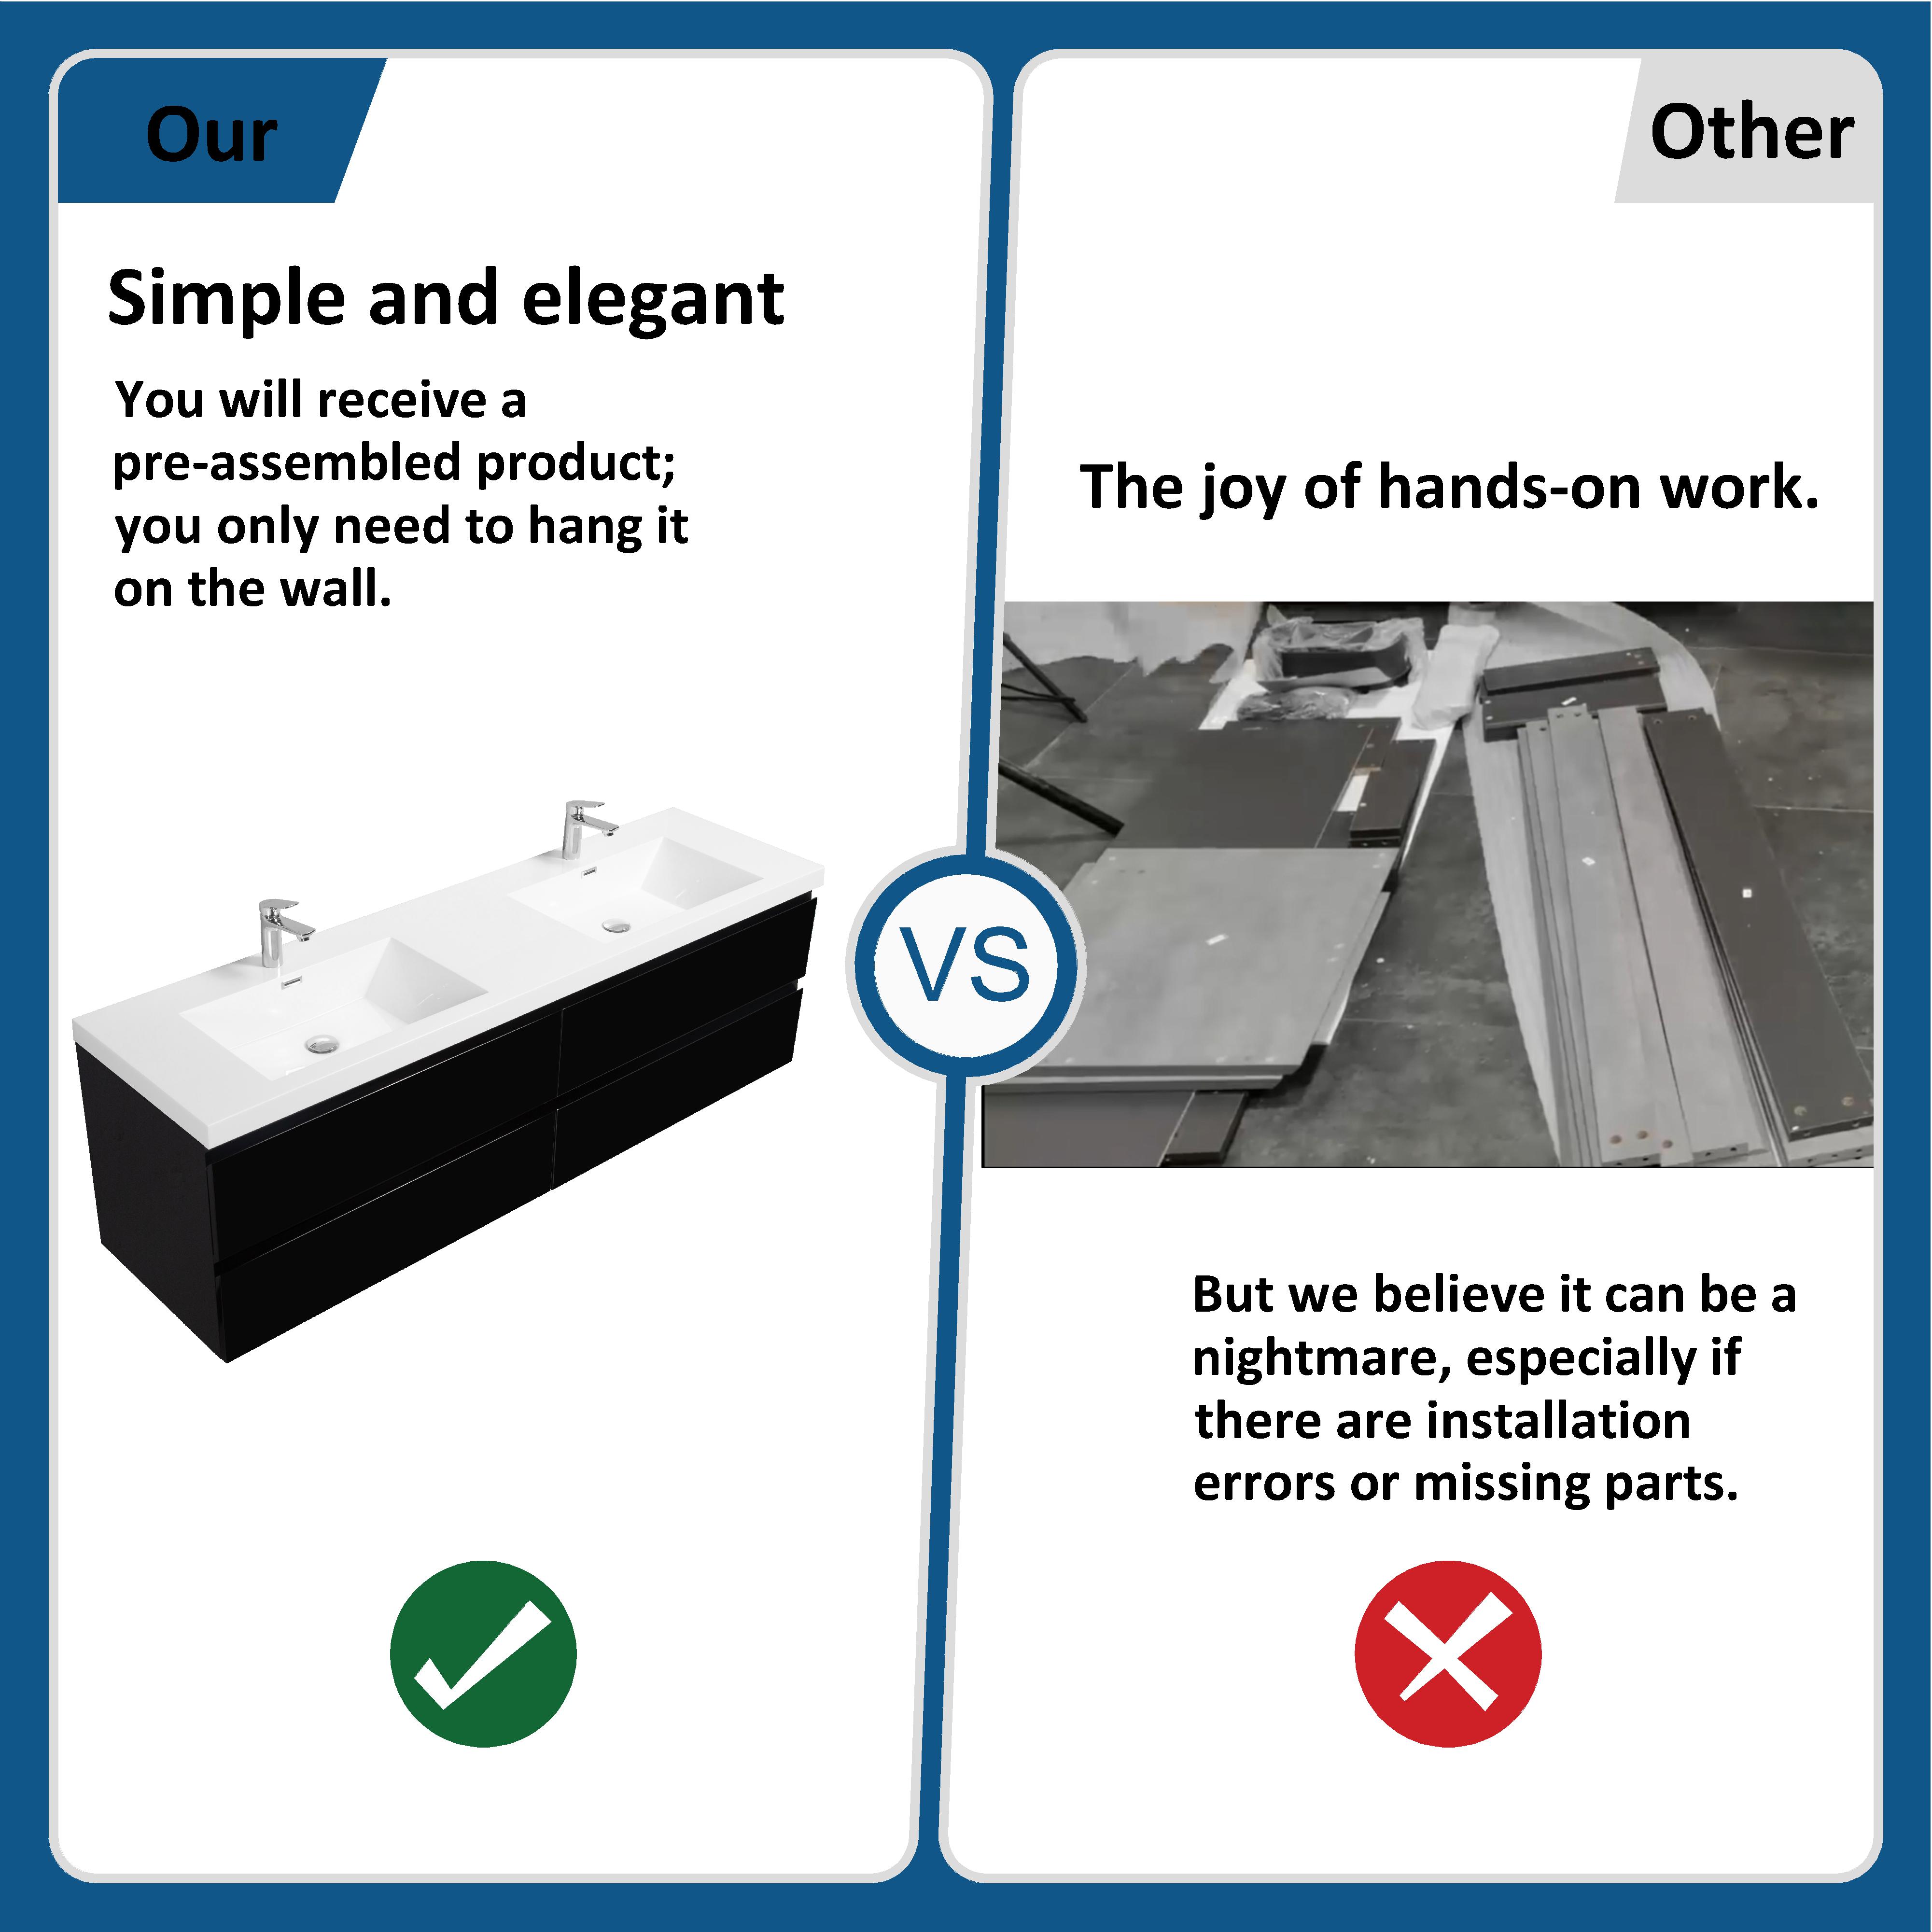 Our
Simple and elegant
You will receive a
pre-assembled product;
you only need to hang it
on the wall.
VS
Other
The joy of hands-on work.
But we believe it can be a
nightmare, especially if
there are installation
errors or missing parts.